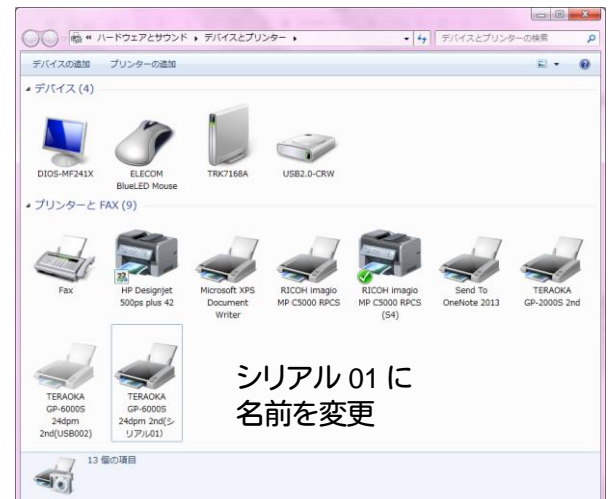 « ハードウェアとサウンド ▸ デバイスとプリンター ▸
デバイスとプリンターの検索
デバイスの追加 プリンターの追加
デバイス (4)
DIOS-MF241X
ELECOM
BlueLED Mouse
TRK7168A
USB2.0-CRW
プリンターと FAX (9)
Fax
HP Designjet
500ps plus 42
Microsoft XPS
Document
Writer
RICOH imagio
MP C5000 RPCS
RICOH imagio
MP C5000 RPCS
(S4)
Send To
OneNote 2013
TERAOKA
GP-2000S 2nd
TERAOKA
GP-6000S
24dpm
2nd(USB002)
TERAOKA
GP-6000S
24dpm 2nd(シ
リアル01)
シリアル 01 に
名前を変更
13 個の項目